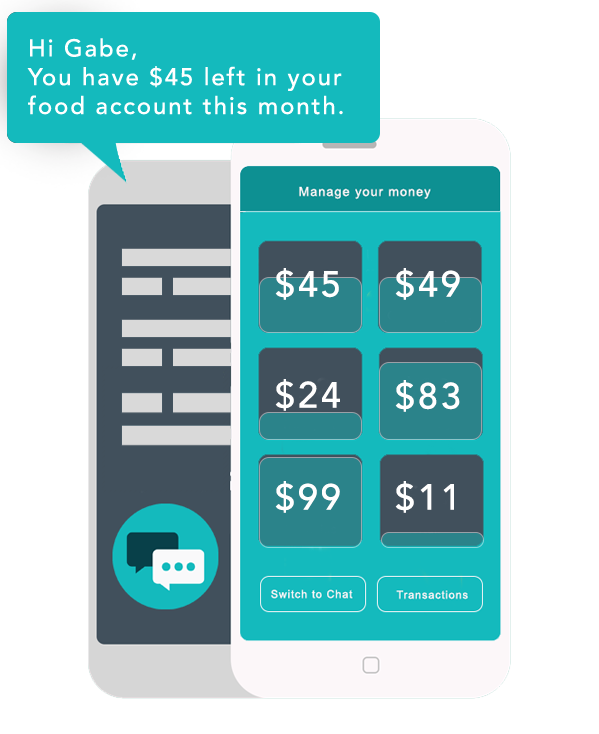 Hi Gabe,
You have $45 left in your
food account this month.
Manage your money
$45 $49
$24 $83
$99 $11
Switch to Chat Transactions